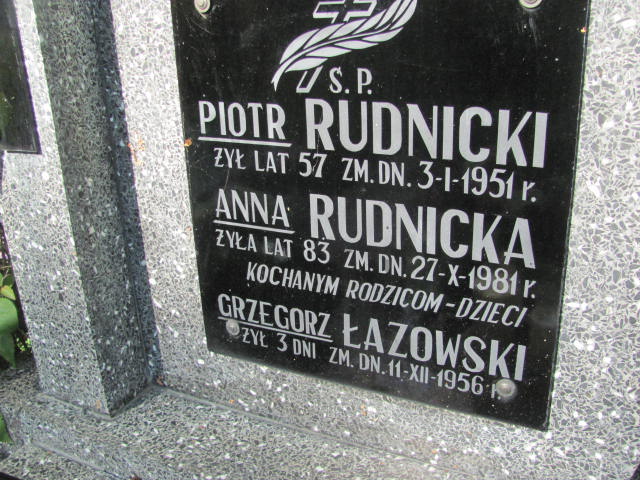 Ś.P.
PIOTR RUDNICKI
ŻYŁ LAT 57 ZM. DN. 3-I-1951 r.
ANNA RUDNICKA
ŻYŁA LAT 83 ZM. DN. 27-X-1981 r.
KOCHANYM RODZICOM - DZIECI
GRZEGORZ ŁAZOWSKI
ŻYŁ 3 DNI ZM. DN. 11-XII-1956 r.